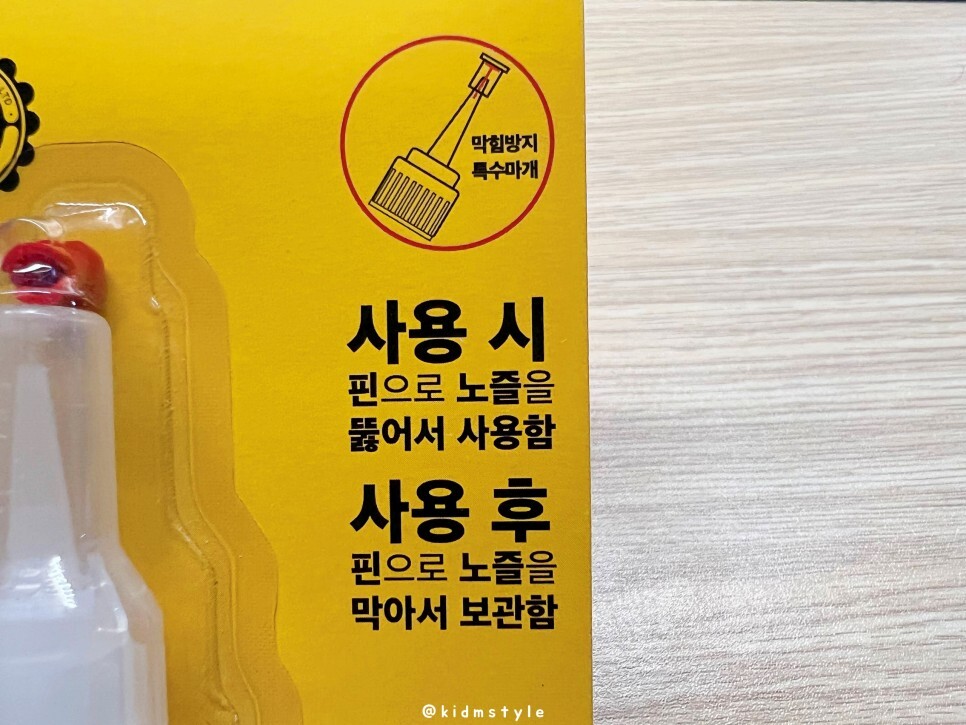 LTD
막힘방지
특수마개
사용 시
핀으로 노즐을
뚫어서 사용함
사용 후
핀으로 노즐을
막아서 보관함
@kidmstyle